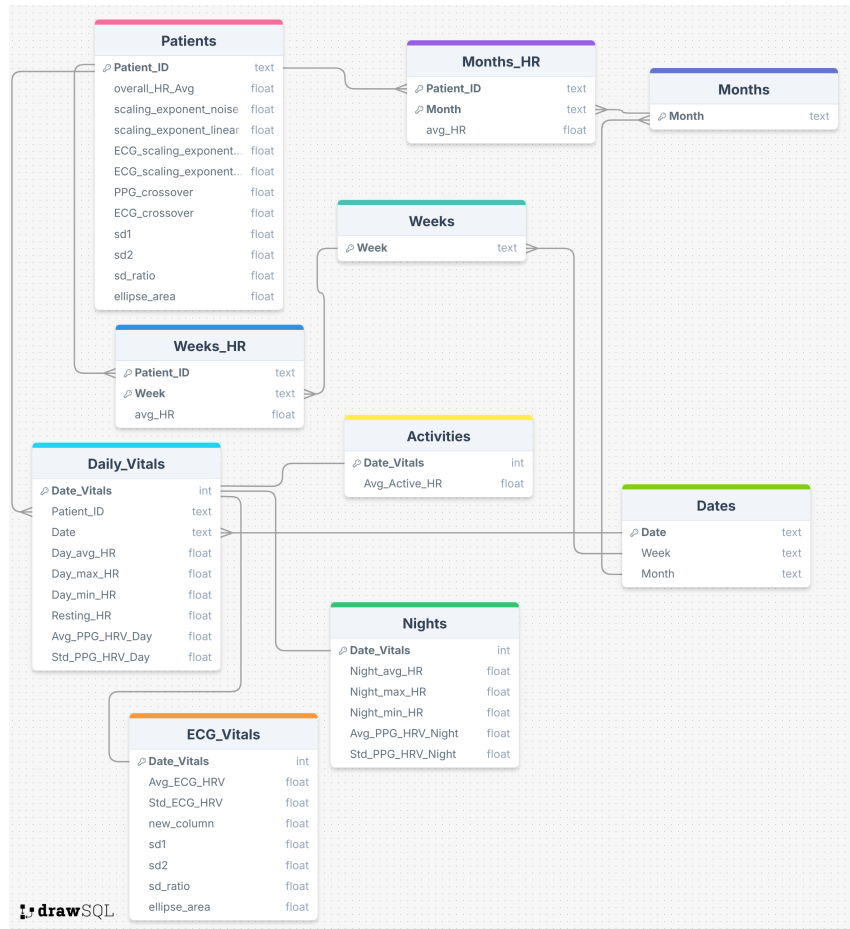 Patients
Patient_ID text
overall_HR_Avg float
scaling_exponent_noise float
scaling_exponent_linear float
ECG_scaling_exponent... float
ECG_scaling_exponent... float
PPG_crossover float
ECG_crossover float
sd1 float
sd2 float
sd_ratio float
ellipse_area float
Months_HR
Patient_ID text
Month text
avg_HR float
Months
Month text
Weeks
Week text
Weeks_HR
Patient_ID text
Week text
avg_HR float
Activities
Date_Vitals int
Avg_Active_HR float
Daily_Vitals
Date_Vitals int
Patient_ID text
Date text
Day_avg_HR float
Day_max_HR float
Day_min_HR float
Resting_HR float
Avg_PPG_HRV_Day float
Std_PPG_HRV_Day float
Dates
Date text
Week text
Month text
Nights
Date_Vitals int
Night_avg_HR float
Night_max_HR float
Night_min_HR float
Avg_PPG_HRV_Night float
Std_PPG_HRV_Night float
ECG_Vitals
Date_Vitals int
Avg_ECG_HRV float
Std_ECG_HRV float
new_column float
sd1 float
sd2 float
sd_ratio float
ellipse_area float
drawSQL